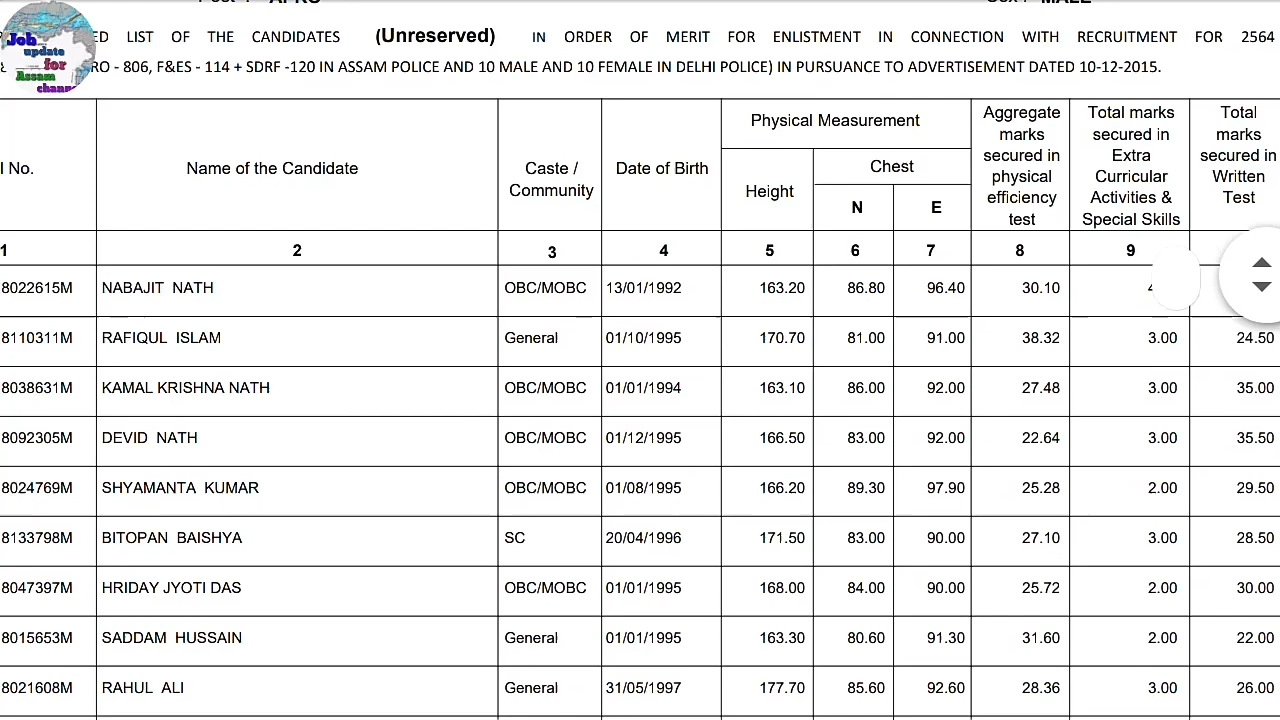 Job
update
for
Assam
ED LIST OF THE CANDIDATES (Unreserved) IN ORDER OF MERIT FOR ENLISTMENT IN CONNECTION WITH RECRUITMENT FOR 2564
- 806, F&ES - 114 + SDRF -120 IN ASSAM POLICE AND 10 MALE AND 10 FEMALE IN DELHI POLICE) IN PURSUANCE TO ADVERTISEMENT DATED 10-12-2015.
No. Name of the Candidate Caste / Community Date of Birth Physical Measurement Height Chest N E Aggregate marks secured in physical efficiency test Total marks secured in Extra Curricular Activities & Special Skills Total marks secured in Written Test
1 2 3 4 5 6 7 8 9
8022615M NABAJIT NATH OBC/MOBC 13/01/1992 163.20 86.80 96.40 30.10
8110311M RAFIQUL ISLAM General 01/10/1995 170.70 81.00 91.00 38.32 3.00 24.50
8038631M KAMAL KRISHNA NATH OBC/MOBC 01/01/1994 163.10 86.00 92.00 27.48 3.00 35.00
8092305M DEVID NATH OBC/MOBC 01/12/1995 166.50 83.00 92.00 22.64 3.00 35.50
8024769M SHYAMANTA KUMAR OBC/MOBC 01/08/1995 166.20 89.30 97.90 25.28 2.00 29.50
8133798M BITOPAN BAISHYA SC 20/04/1996 171.50 83.00 90.00 27.10 3.00 28.50
8047397M HRIDAY JYOTI DAS OBC/MOBC 01/01/1995 168.00 84.00 90.00 25.72 2.00 30.00
8015653M SADDAM HUSSAIN General 01/01/1995 163.30 80.60 91.30 31.60 2.00 22.00
8021608M RAHUL ALI General 31/05/1997 177.70 85.60 92.60 28.36 3.00 26.00